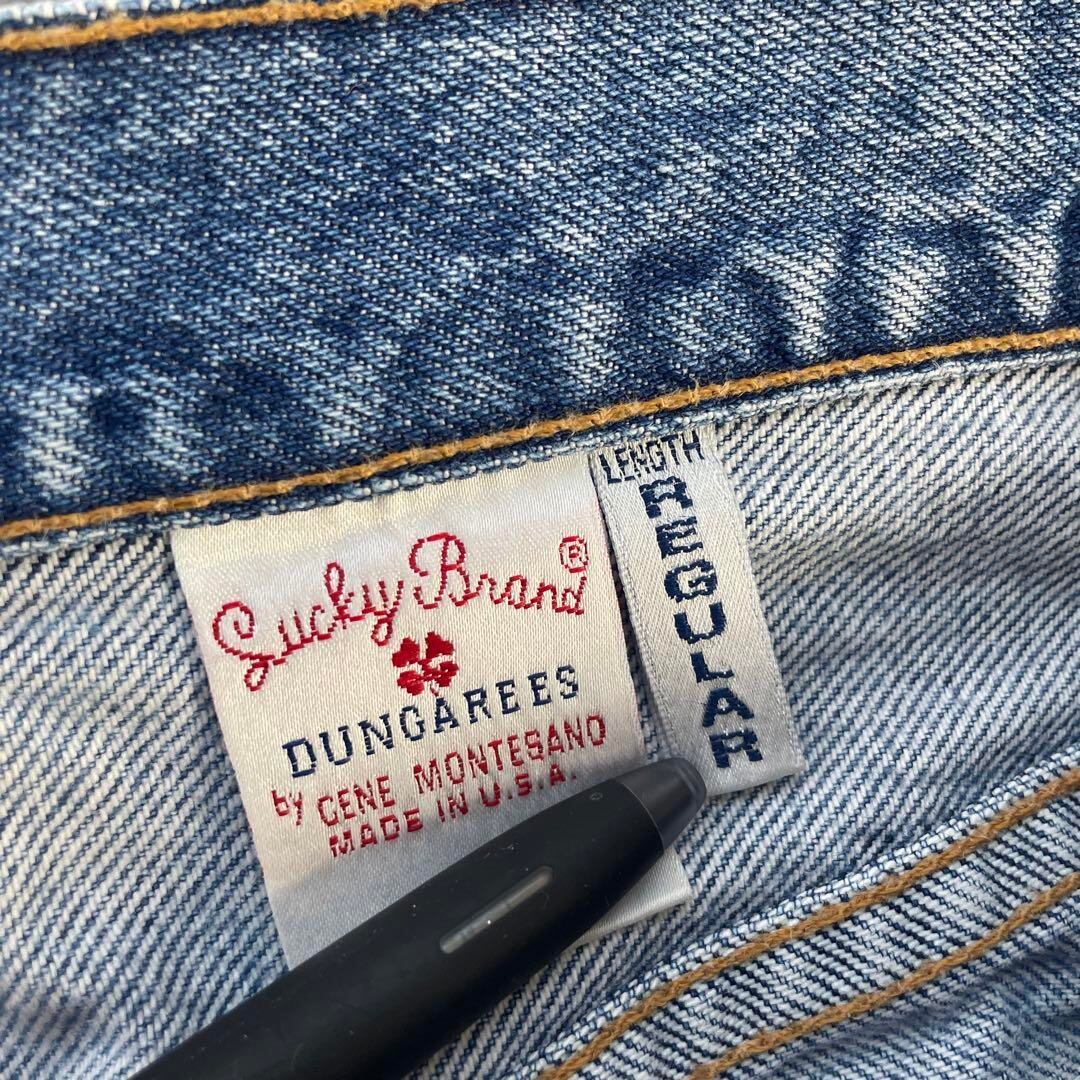 Lucky Brand®
DUNGAREES
by GENE MONTESANO
MADE IN U.S.A.
LENGTH
REGULAR